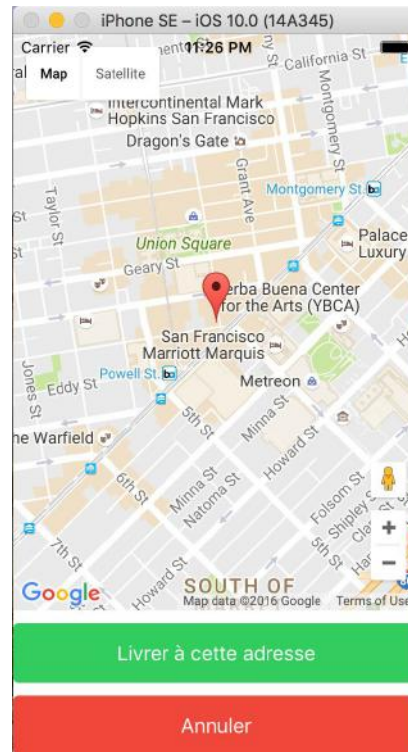 iPhone SE – iOS 10.0 (14A345)
Carrier
11:26 PM
Map
Satellite
California St
Intercontinental Mark
Hopkins San Francisco
Dragon's Gate
Montgomery St
Grant Ave
Montgomery St.
Taylor St
Union Square
Palace
Luxury
Geary St
erba Buena Center
for the Arts (YBCA)
San Francisco
Marriott Marquis
Powell St.
Metreon
Jones St
Eddy St
5th St
Minna St
Howard St
he Warfield
6th St
Minna St
Natoma St
Folsom St
Shipley
7th St
Howard St
5th St
+
−
Google
SOUTH OF
Map data ©2016 Google
Terms of Use
Livrer à cette adresse
Annuler